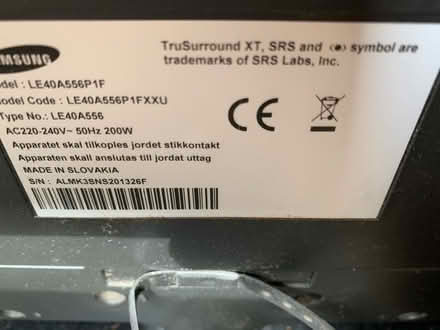 SAMSUNG
TruSurround XT, SRS and (●) symbol are
trademarks of SRS Labs, Inc.
odel : LE40A556P1F
odel Code : LE40A556P1FXXU
Type No. : LE40A556
AC220-240V~ 50Hz 200W
Apparatet skal tilkoples jordet stikkontakt
Apparaten skall anslutas till jordat uttag
MADE IN SLOVAKIA
S/N : ALMK3SNS201326F
CE